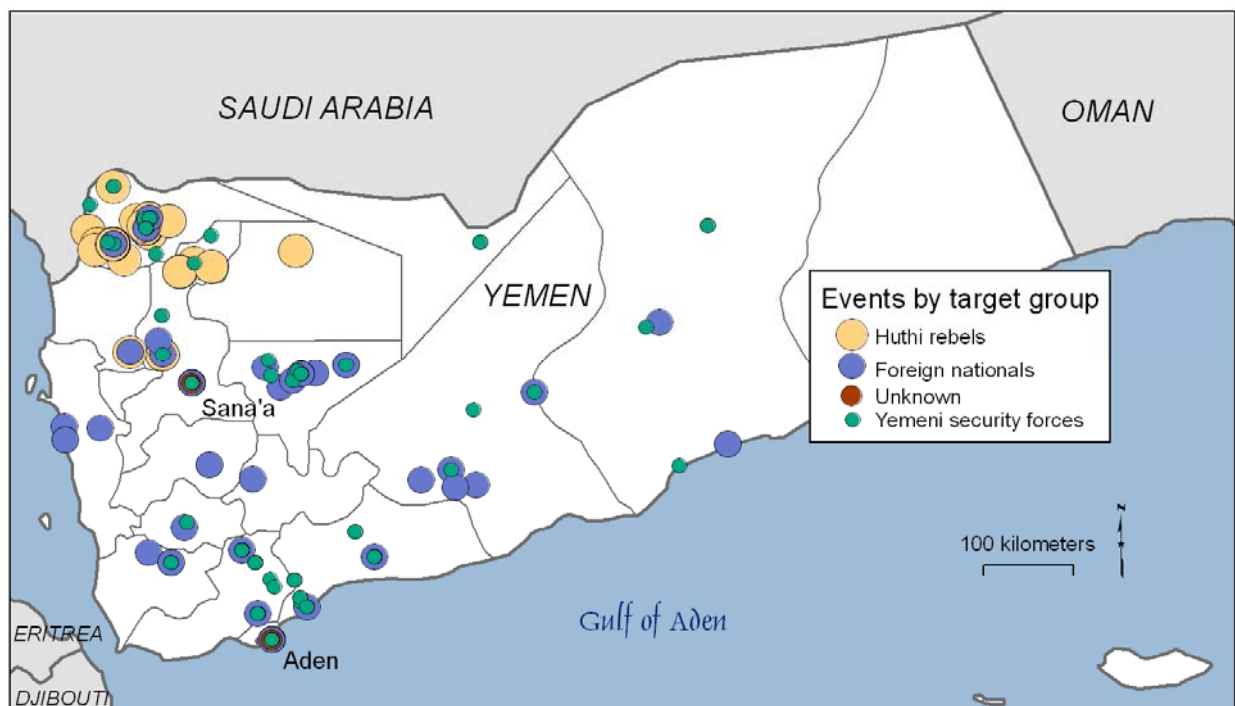 SAUDI ARABIA
OMAN
YEMEN
Events by target group
Huthi rebels
Foreign nationals
Unknown
Yemeni security forces
Sana'a
N
100 kilometers
Gulf of Aden
ERITREA
Aden
DJIBOUTI